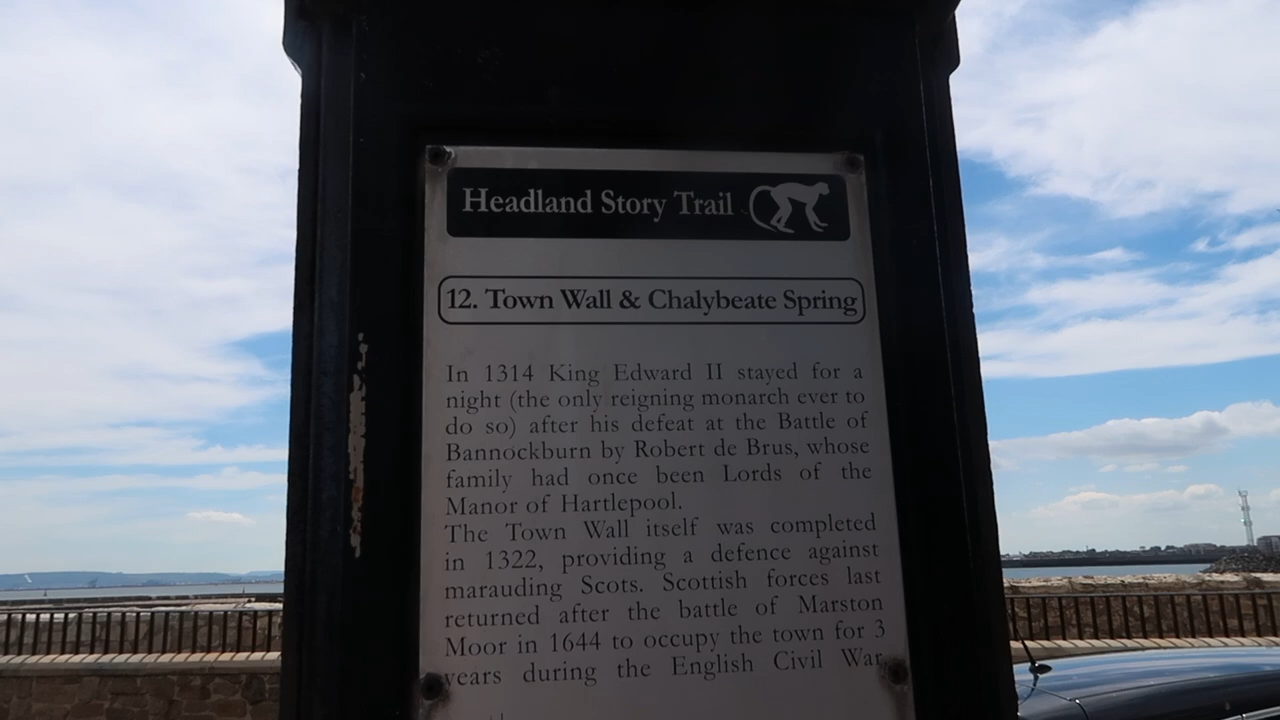 Headland Story Trail
12. Town Wall & Chalybeate Spring
In 1314 King Edward II stayed for a
night (the only reigning monarch ever to
do so) after his defeat at the Battle of
Bannockburn by Robert de Brus, whose
family had once been Lords of the
Manor of Hartlepool.
The Town Wall itself was completed
in 1322, providing a defence against
marauding Scots. Scottish forces last
returned after the battle of Marston
Moor in 1644 to occupy the town for 3
years during the English Civil War